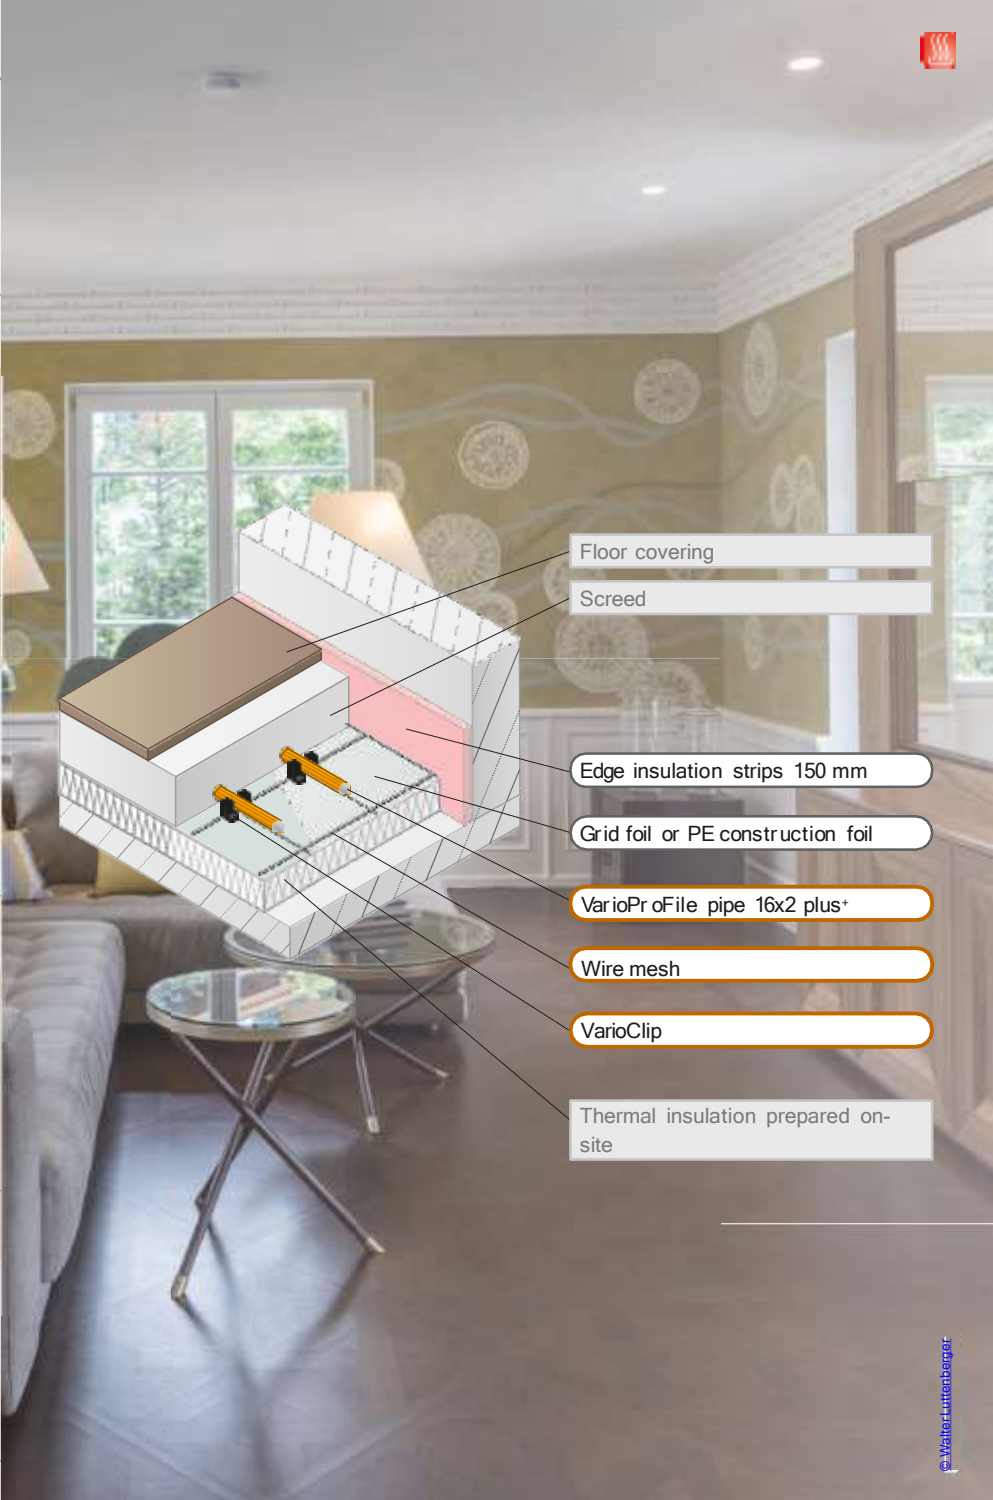 Floor covering
Screed
Edge insulation strips 150 mm
Grid foil or PE construction foil
VarioProFile pipe 16x2 plus⁺
Wire mesh
VarioClip
Thermal insulation prepared on-
site
© Walter Luttenberger